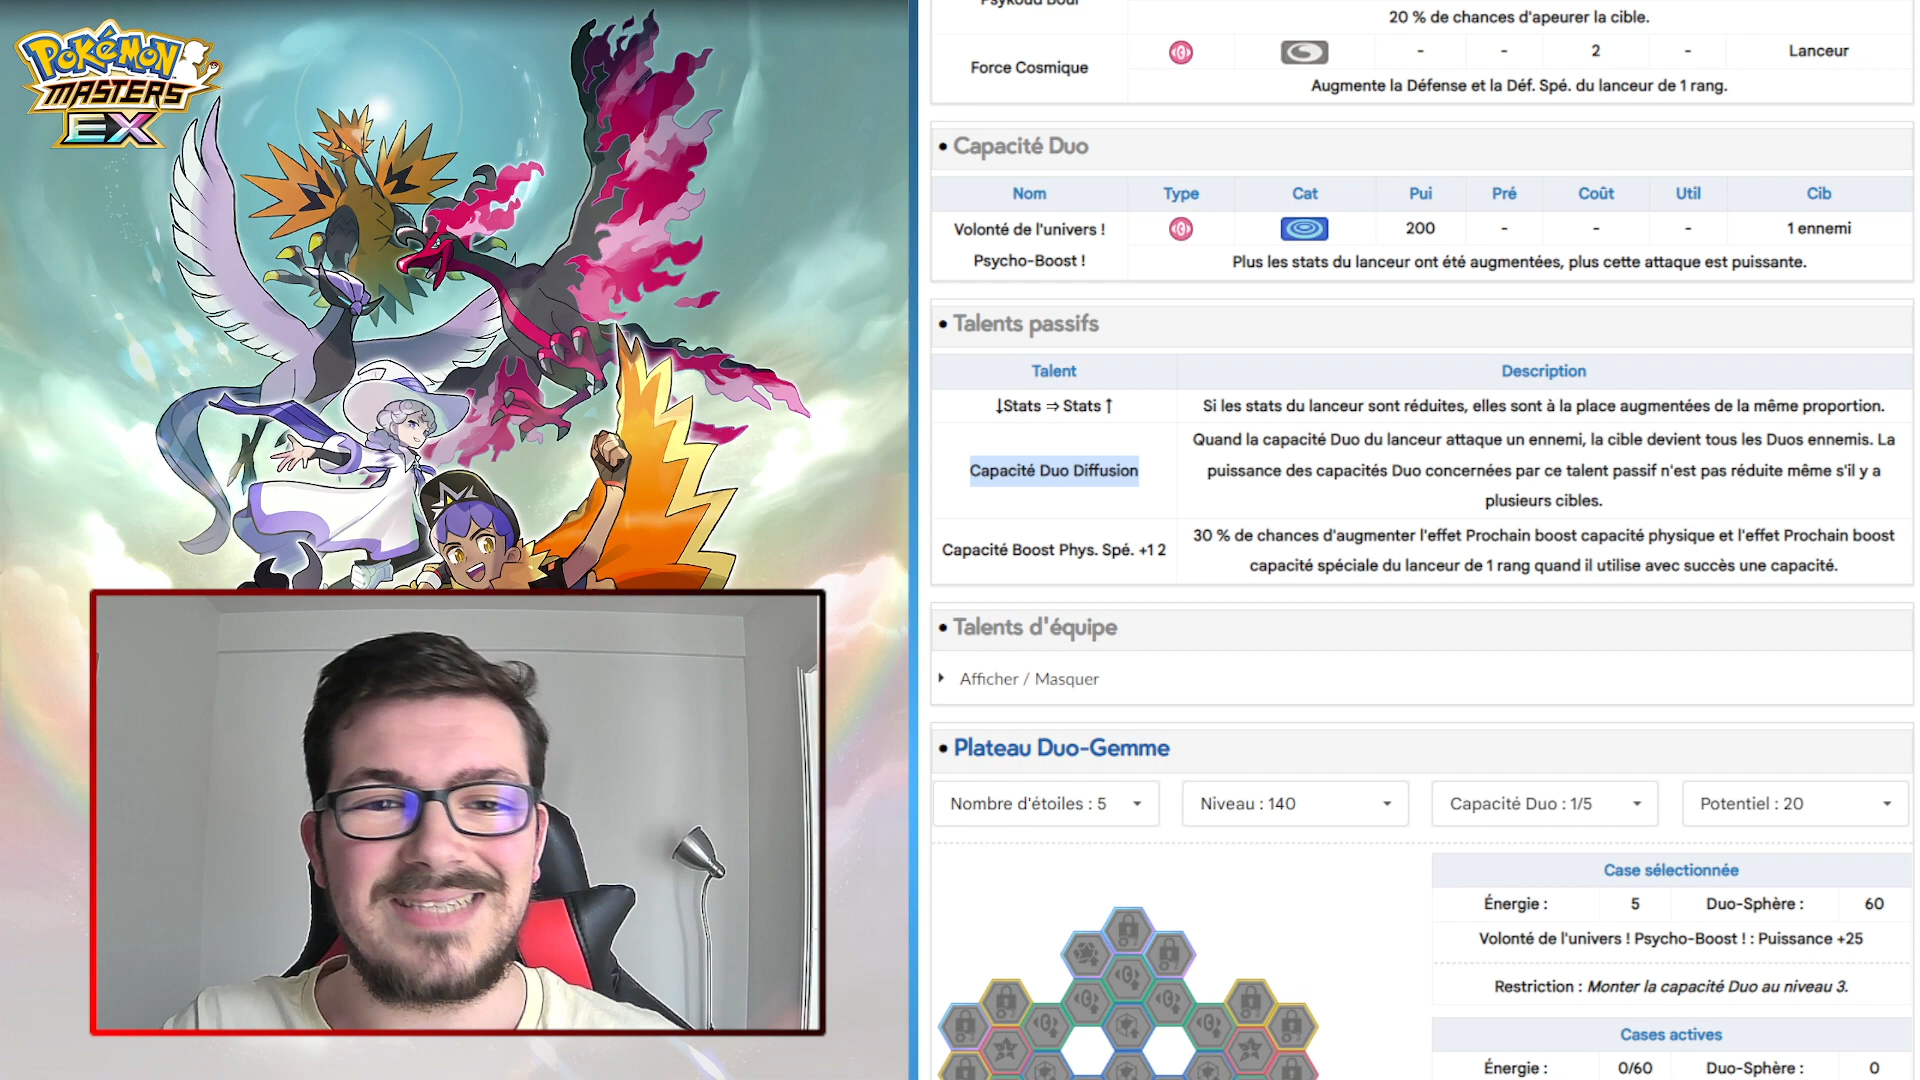 POKéMON
MASTERS
EX
20 % de chances d'apeurer la cible.
Force Cosmique
-
-
2
-
Lanceur
Augmente la Défense et la Déf. Spé. du lanceur de 1 rang.
• Capacité Duo
Nom
Type
Cat
Pui
Pré
Coût
Util
Cib
Volonté de l'univers !
Psycho-Boost !
200
-
-
-
1 ennemi
Plus les stats du lanceur ont été augmentées, plus cette attaque est puissante.
• Talents passifs
Talent
Description
↓Stats ⇒ Stats↑
Si les stats du lanceur sont réduites, elles sont à la place augmentées de la même proportion.
Capacité Duo Diffusion
Quand la capacité Duo du lanceur attaque un ennemi, la cible devient tous les Duos ennemis. La
puissance des capacités Duo concernées par ce talent passif n'est pas réduite même s'il y a
plusieurs cibles.
Capacité Boost Phys. Spé. +1 2
30 % de chances d'augmenter l'effet Prochain boost capacité physique et l'effet Prochain boost
capacité spéciale du lanceur de 1 rang quand il utilise avec succès une capacité.
• Talents d'équipe
Afficher / Masquer
• Plateau Duo-Gemme
Nombre d'étoiles : 5
Niveau : 140
Capacité Duo : 1/5
Potentiel : 20
Case sélectionnée
Énergie :
5
Duo-Sphère :
60
Volonté de l'univers ! Psycho-Boost ! : Puissance +25
Restriction : Monter la capacité Duo au niveau 3.
Cases actives
Énergie :
0/60
Duo-Sphère :
0